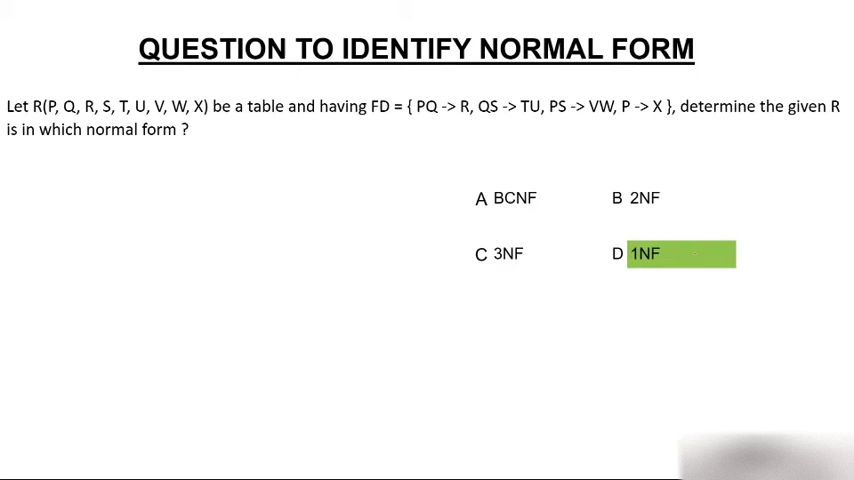 QUESTION TO IDENTIFY NORMAL FORM
Let R(P, Q, R, S, T, U, V, W, X) be a table and having FD = { PQ -> R, QS -> TU, PS -> VW, P -> X }, determine the given R
is in which normal form ?
A BCNF B 2NF
C 3NF D 1NF